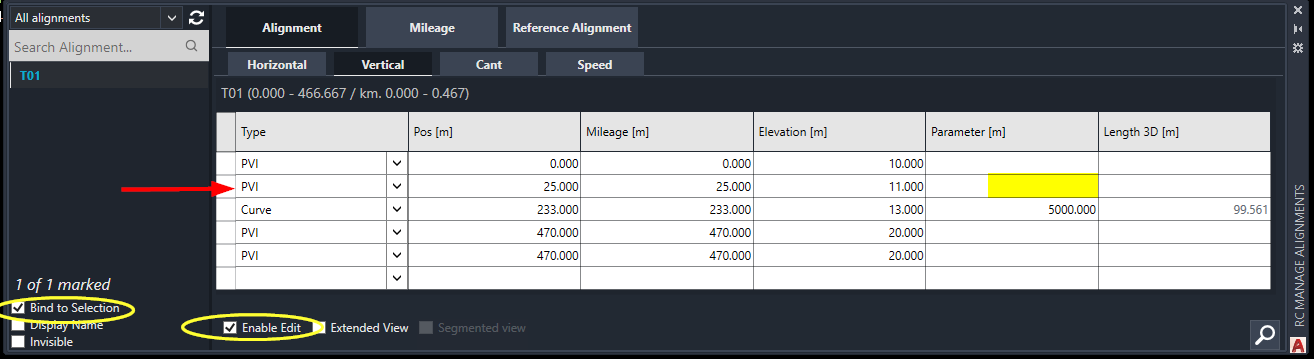 All alignments
Search Alignment...
T01
1 of 1 marked
Bind to Selection
Display Name
Invisible
Alignment Mileage Reference Alignment
Horizontal Vertical Cant Speed
T01 (0.000 - 466.667 / km. 0.000 - 0.467)
Type Pos [m] Mileage [m] Elevation [m] Parameter [m] Length 3D [m]
PVI 0.000 0.000 10.000
PVI 25.000 25.000 11.000
Curve 233.000 233.000 13.000 5000.000 99.561
PVI 470.000 470.000 20.000
PVI 470.000 470.000 20.000
Enable Edit Extended View Segmented view
RC MANAGE ALIGNMENTS
A